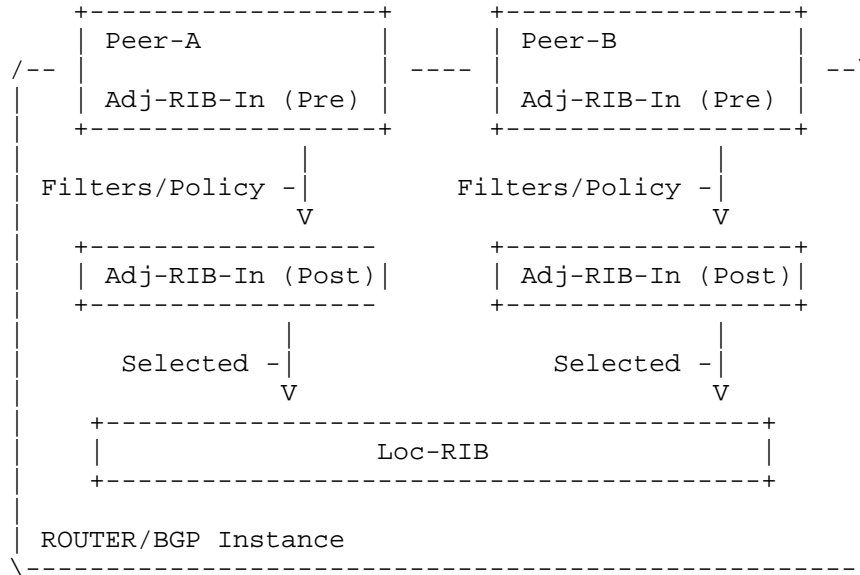 Peer-A Peer-B
Adj-RIB-In (Pre) Adj-RIB-In (Pre)
Filters/Policy - Filters/Policy -
V V
Adj-RIB-In (Post) Adj-RIB-In (Post)
Selected - Selected -
V V
Loc-RIB
ROUTER/BGP Instance